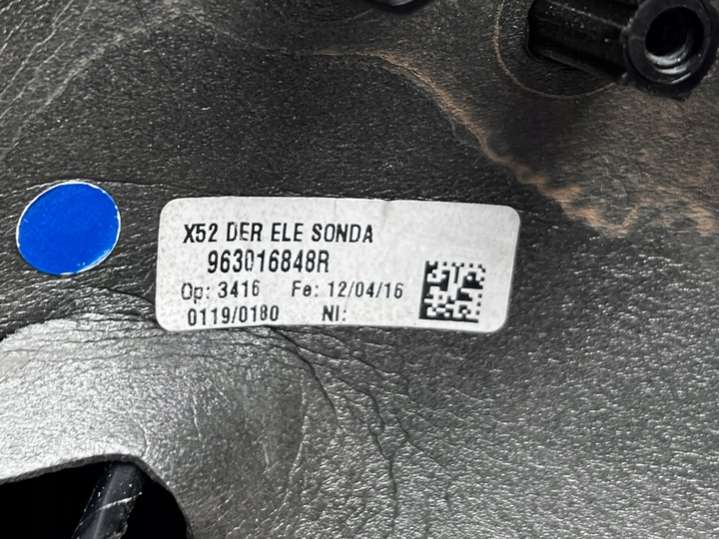 X52 DER ELE SONDA
963016848R
Op: 3416 Fe: 12/04/16
0119/0180 NI: